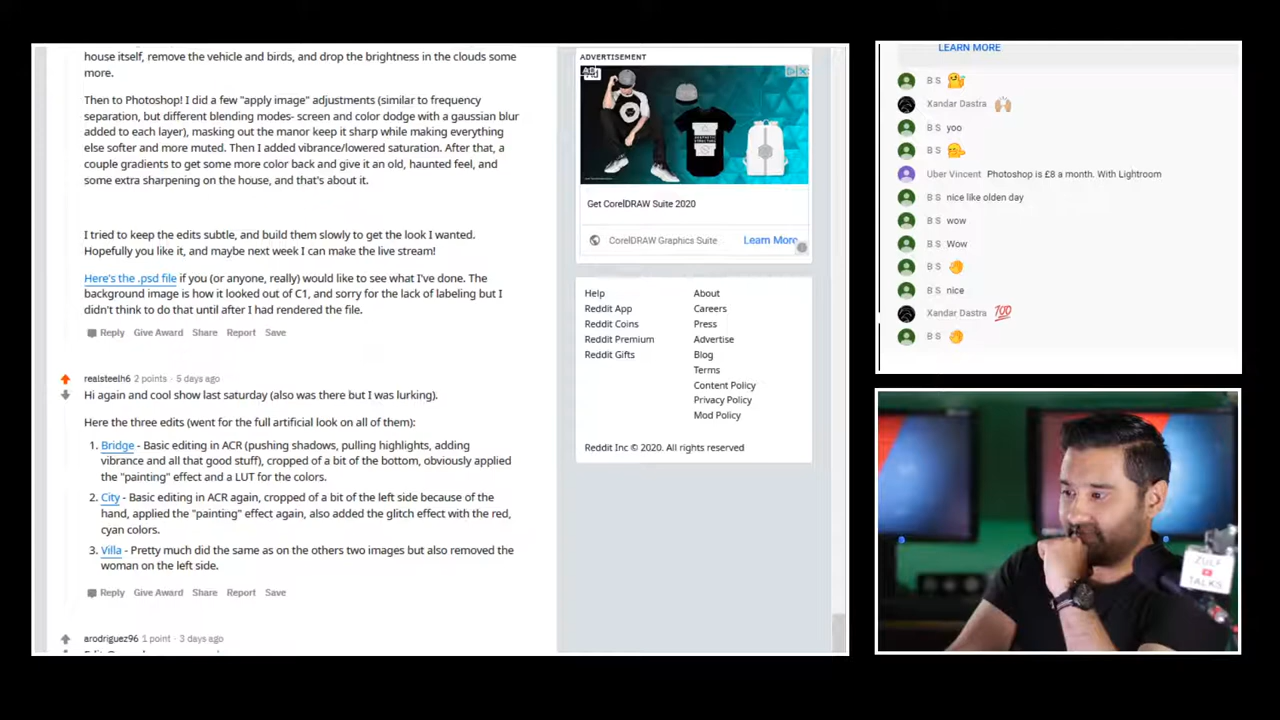 house itself, remove the vehicle and birds, and drop the brightness in the clouds some
more.
Then to Photoshop! I did a few "apply image" adjustments (similar to frequency
separation, but different blending modes- screen and color dodge with a gaussian blur
added to each layer), masking out the manor keep it sharp while making everything
else softer and more muted. Then I added vibrance/lowered saturation. After that, a
couple gradients to get some more color back and give it an old, haunted feel, and
some extra sharpening on the house, and that's about it.
I tried to keep the edits subtle, and build them slowly to get the look I wanted.
Hopefully you like it, and maybe next week I can make the live stream!
Here's the .psd file if you (or anyone, really) would like to see what I've done. The
background image is how it looked out of C1, and sorry for the lack of labeling but I
didn't think to do that until after I had rendered the file.
Reply Give Award Share Report Save
realsteelh6 2 points · 5 days ago
Hi again and cool show last saturday (also was there but I was lurking).
Here the three edits (went for the full artificial look on all of them):
1. Bridge - Basic editing in ACR (pushing shadows, pulling highlights, adding
vibrance and all that good stuff), cropped of a bit of the bottom, obviously applied
the "painting" effect and a LUT for the colors.
2. City - Basic editing in ACR again, cropped of a bit of the left side because of the
hand, applied the "painting" effect again, also added the glitch effect with the red,
cyan colors.
3. Villa - Pretty much did the same as on the others two images but also removed the
woman on the left side.
Reply Give Award Share Report Save
arodriguez96 1 point · 3 days ago
ADVERTISEMENT
Get CorelDRAW Suite 2020
CorelDRAW Graphics Suite Learn More
Help About
Reddit App Careers
Reddit Coins Press
Reddit Premium Advertise
Reddit Gifts Blog
Terms
Content Policy
Privacy Policy
Mod Policy
Reddit Inc © 2020. All rights reserved
LEARN MORE
B S 🤗
Xandar Dastra 🙌🏼
B S yoo
B S 🤗
Uber Vincent Photoshop is £8 a month. With Lightroom
B S nice like olden day
B S wow
B S Wow
B S 👏
B S nice
Xandar Dastra 💯
B S 👏
ZULF
TALKS